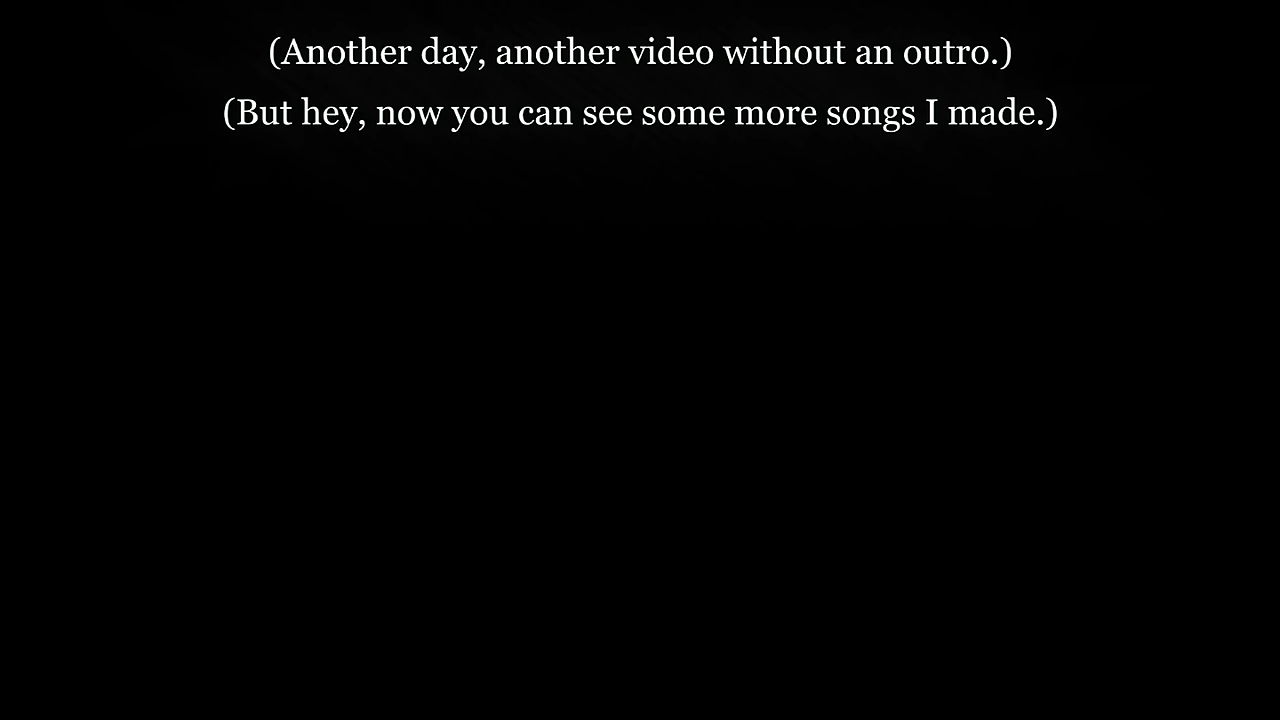 (Another day, another video without an outro.)
(But hey, now you can see some more songs I made.)